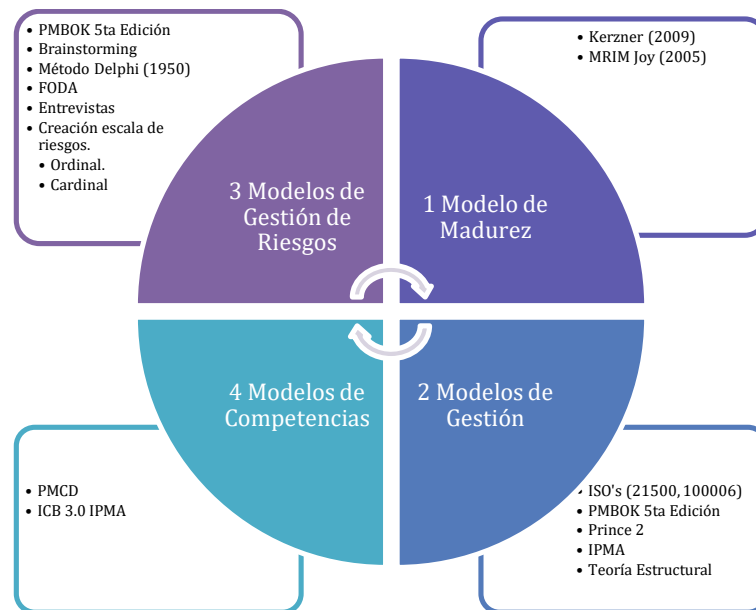 • PMBOK 5ta Edición
• Brainstorming
• Método Delphi (1950)
• FODA
• Entrevistas
• Creación escala de
riesgos.
• Ordinal.
• Cardinal
• Kerzner (2009)
• MRIM Joy (2005)
3 Modelos de
Gestión de
Riesgos
1 Modelo de
Madurez
4 Modelos de
Competencias
2 Modelos de
Gestión
• PMCD
• ICB 3.0 IPMA
• ISO's (21500, 100006)
• PMBOK 5ta Edición
• Prince 2
• IPMA
• Teoría Estructural